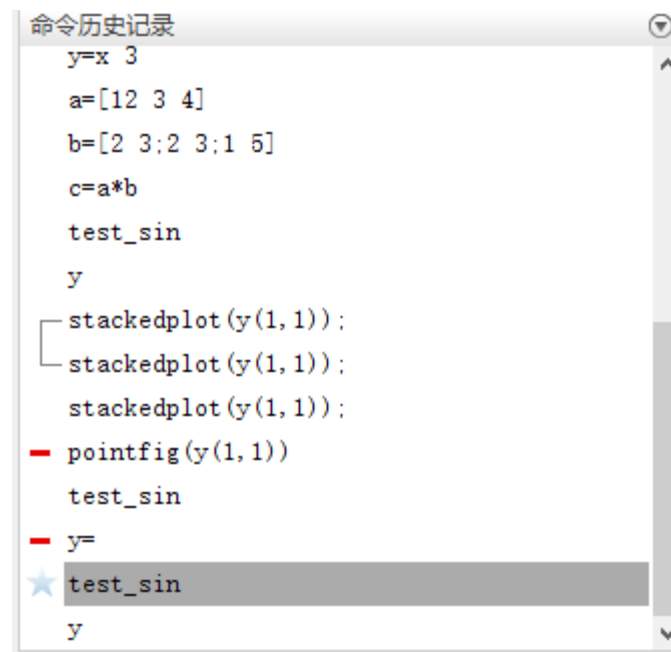 命令历史记录
y=x 3
a=[12 3 4]
b=[2 3;2 3;1 5]
c=a*b
test_sin
y
stackedplot(y(1,1));
stackedplot(y(1,1));
stackedplot(y(1,1));
pointfig(y(1,1))
test_sin
y=
test_sin
y